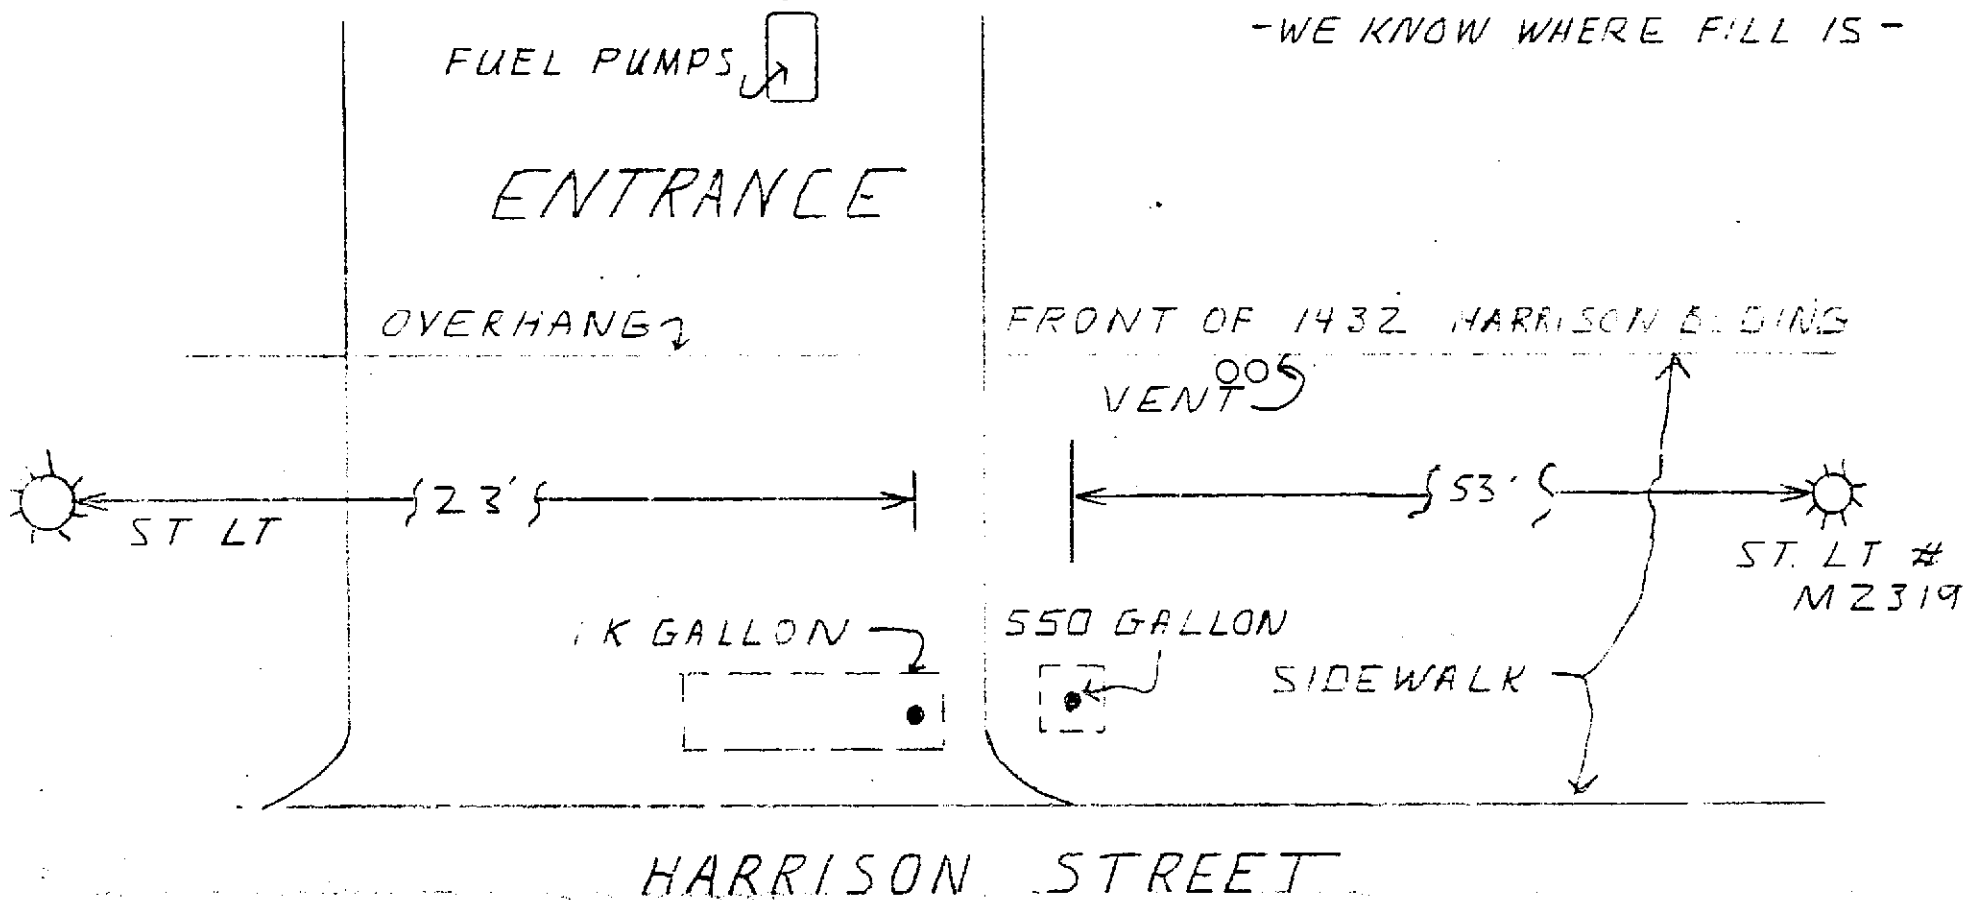 -WE KNOW WHERE FILL IS-
FUEL PUMPS
ENTRANCE
OVERHANG
FRONT OF 1432 HARRISON
VENT
23'
53'
ST LT
ST. LT #
M2319
1K GALLON
550 GALLON
SIDEWALK
HARRISON STREET